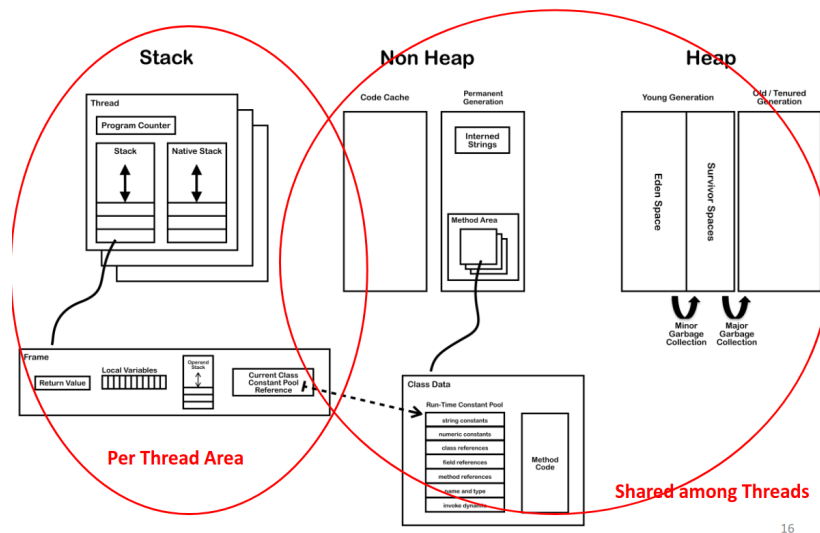 Stack
Non Heap
Heap
Thread
Program Counter
Stack
Native Stack
Code Cache
Permanent
Generation
Interned
Strings
Method Area
Young Generation
Old / Tenured
Generation
Eden Space
Survivor Spaces
Minor
Garbage
Collection
Major
Garbage
Collection
Frame
Return Value
Local Variables
Operand
Stack
Current Class
Constant Pool
Reference
Class Data
Run-Time Constant Pool
string constants
numeric constants
class references
field references
method references
name and type
invoke dynamic
Method
Code
Per Thread Area
Shared among Threads
16